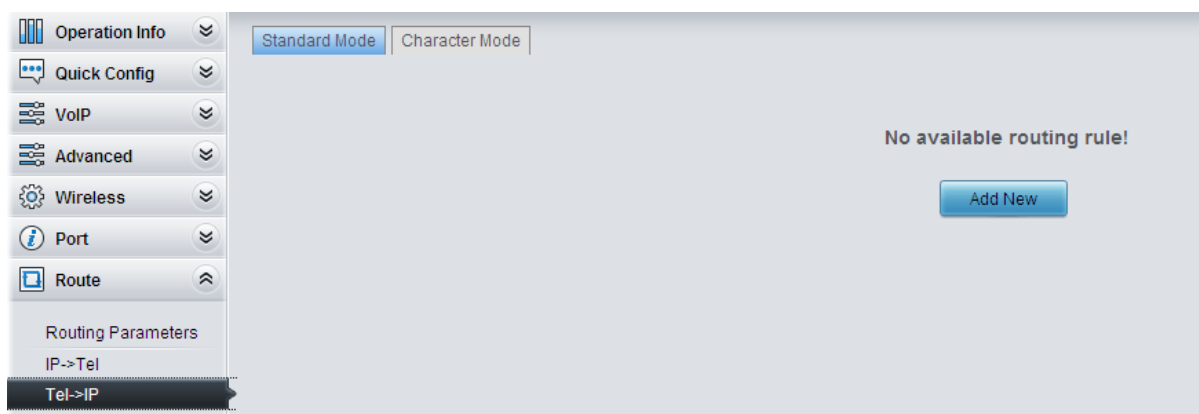 Operation Info
Quick Config
VoIP
Advanced
Wireless
Port
Route
Routing Parameters
IP->Tel
Tel->IP
Standard Mode
Character Mode
No available routing rule!
Add New